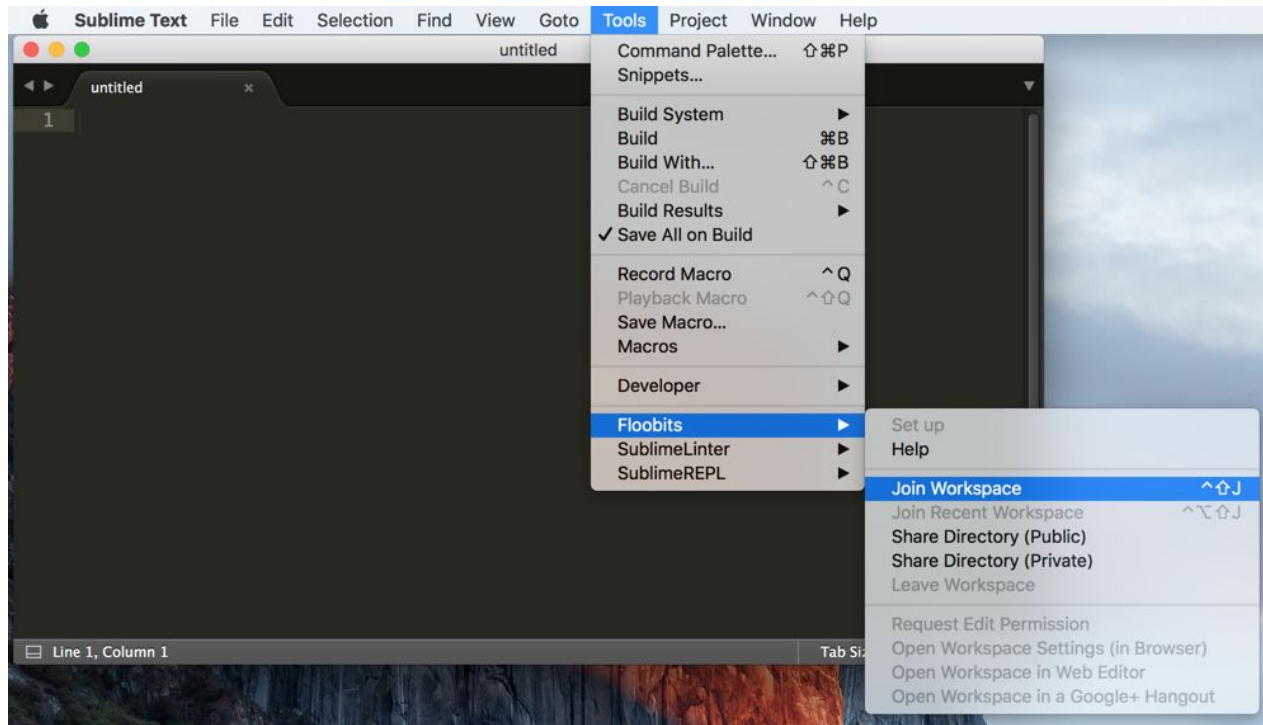 Sublime Text File Edit Selection Find View Goto Tools Project Window Help
untitled
untitled ×
1
Command Palette... ⇧⌘P
Snippets...
Build System ▶
Build ⌘B
Build With... ⇧⌘B
Cancel Build ^C
Build Results ▶
✓ Save All on Build
Record Macro ^Q
Playback Macro ^⇧Q
Save Macro...
Macros ▶
Developer ▶
Floobits ▶
SublimeLinter ▶
SublimeREPL ▶
Set up
Help
Join Workspace ^⇧J
Join Recent Workspace ^⌥⇧J
Share Directory (Public)
Share Directory (Private)
Leave Workspace
Request Edit Permission
Open Workspace Settings (in Browser)
Open Workspace in Web Editor
Open Workspace in a Google+ Hangout
Line 1, Column 1 Tab Siz